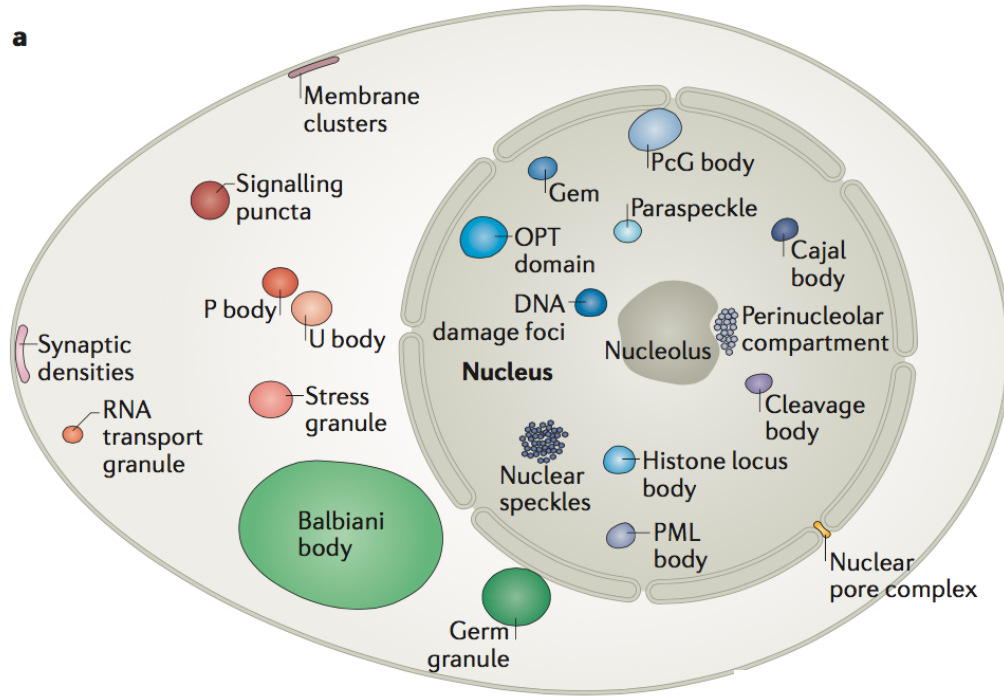 a
Membrane
clusters
Signalling
puncta
P body
U body
Synaptic
densities
RNA
transport
granule
Stress
granule
Balbiani
body
Germ
granule
PcG body
Gem
Paraspeckle
OPT
domain
Cajal
body
DNA
damage foci
Nucleolus
Perinucleolar
compartment
Nucleus
Cleavage
body
Nuclear
speckles
Histone locus
body
PML
body
Nuclear
pore complex